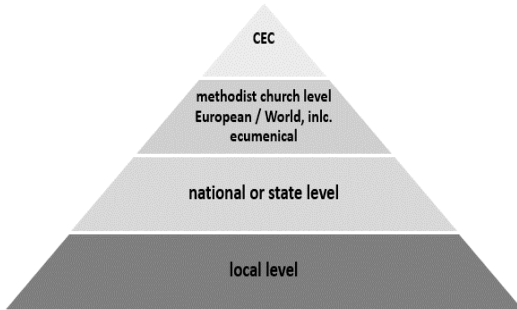 CEC
methodist church level
European / World, inlc.
ecumenical
national or state level
local level